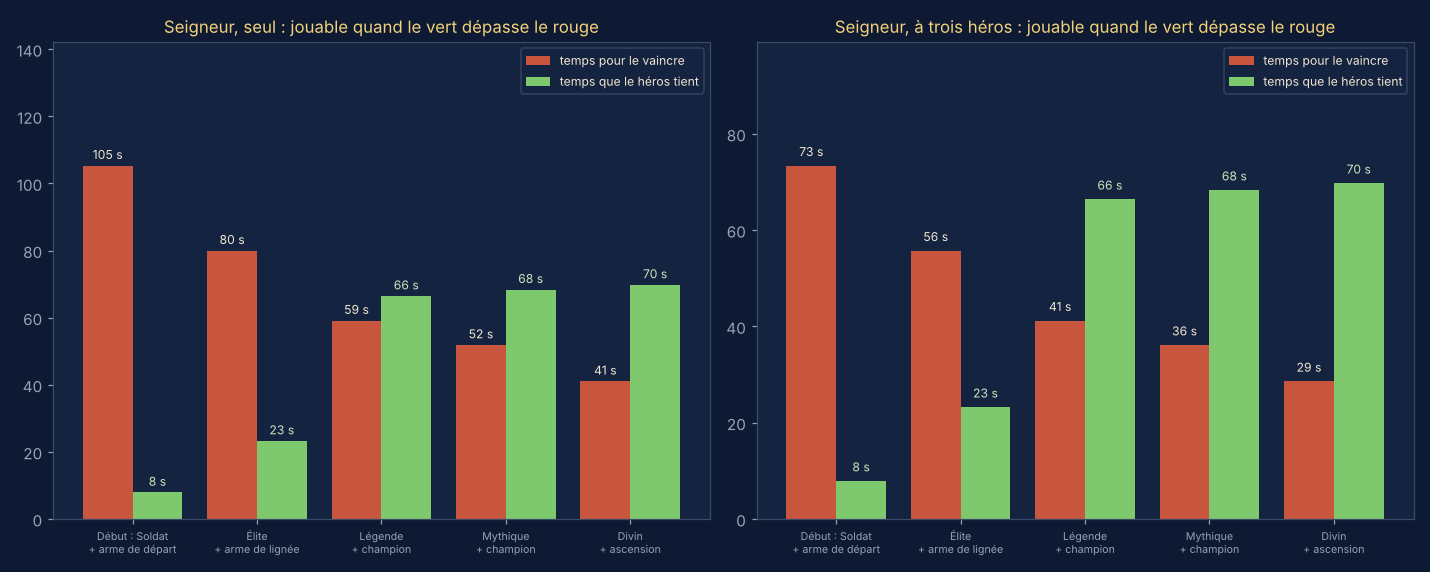 Seigneur, seul : jouable quand le vert dépasse le rouge
140
120
100
80
60
40
20
0
temps pour le vaincre
temps que le héros tient
105 s
8 s
80 s
23 s
59 s
66 s
52 s
68 s
41 s
70 s
Début : Soldat
+ arme de départ
Élite
+ arme de lignée
Légende
+ champion
Mythique
+ champion
Divin
+ ascension
Seigneur, à trois héros : jouable quand le vert dépasse le rouge
80
60
40
20
0
temps pour le vaincre
temps que le héros tient
73 s
8 s
56 s
23 s
41 s
66 s
36 s
68 s
29 s
70 s
Début : Soldat
+ arme de départ
Élite
+ arme de lignée
Légende
+ champion
Mythique
+ champion
Divin
+ ascension